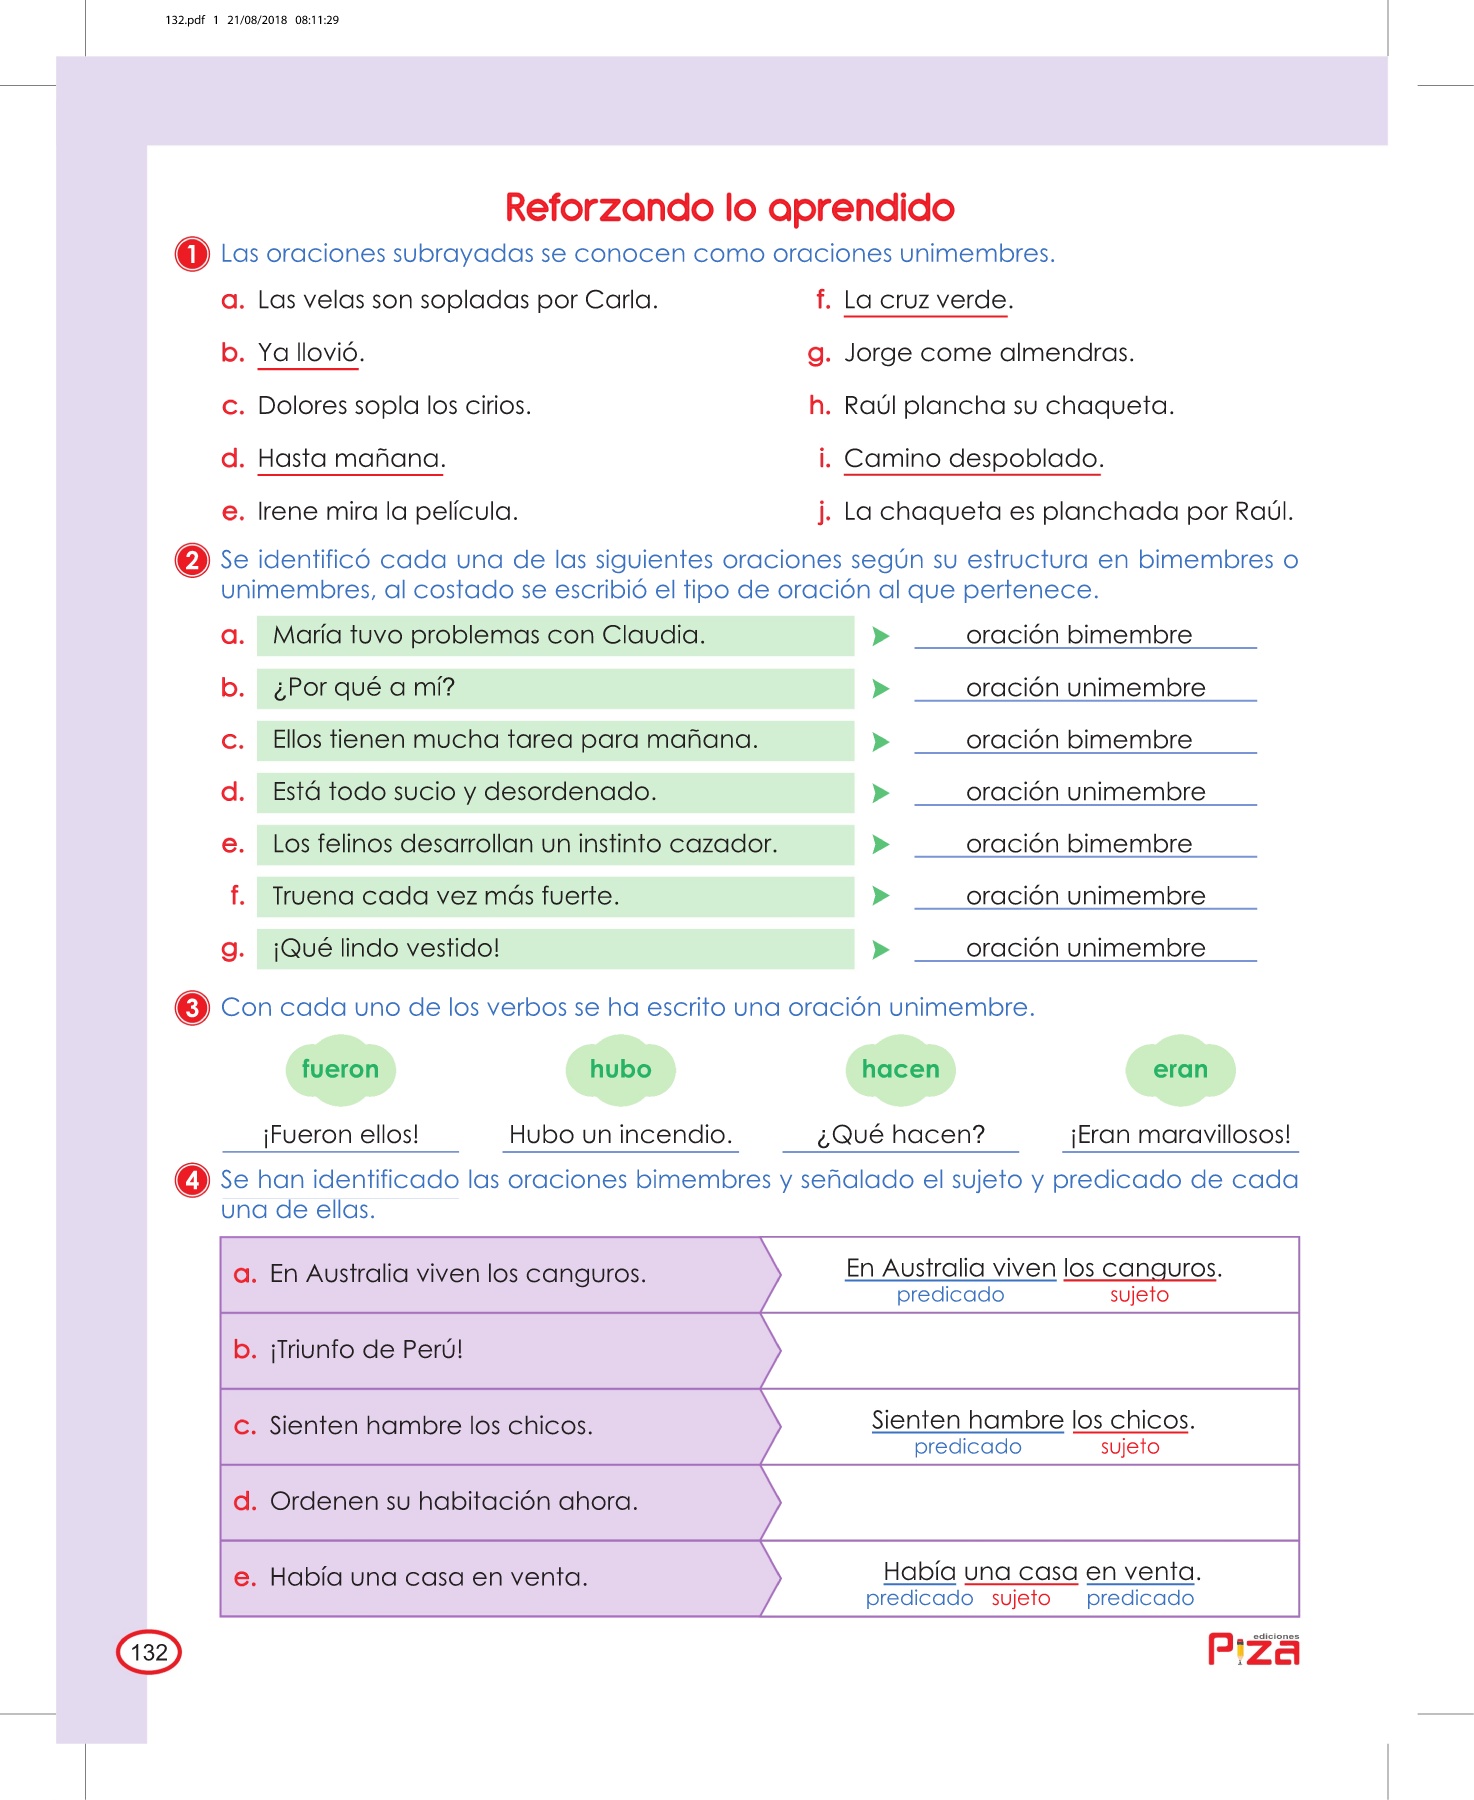 132.pdf 1 21/08/2018 08:11:29
Reforzando lo aprendido
1 Las oraciones subrayadas se conocen como oraciones unimembres.
a. Las velas son sopladas por Carla.
b. Ya llovió.
c. Dolores sopla los cirios.
d. Hasta mañana.
e. Irene mira la película.
f. La cruz verde.
g. Jorge come almendras.
h. Raúl plancha su chaqueta.
i. Camino despoblado.
j. La chaqueta es planchada por Raúl.
2 Se identificó cada una de las siguientes oraciones según su estructura en bimembres o
unimembres, al costado se escribió el tipo de oración al que pertenece.
a. María tuvo problemas con Claudia. oración bimembre
b. ¿Por qué a mí? oración unimembre
c. Ellos tienen mucha tarea para mañana. oración bimembre
d. Está todo sucio y desordenado. oración unimembre
e. Los felinos desarrollan un instinto cazador. oración bimembre
f. Truena cada vez más fuerte. oración unimembre
g. ¡Qué lindo vestido! oración unimembre
3 Con cada uno de los verbos se ha escrito una oración unimembre.
fueron hubo hacen eran
¡Fueron ellos! Hubo un incendio. ¿Qué hacen? ¡Eran maravillosos!
4 Se han identificado las oraciones bimembres y señalado el sujeto y predicado de cada
una de ellas.
a. En Australia viven los canguros. En Australia viven los canguros.
predicado sujeto
b. ¡Triunfo de Perú!
c. Sienten hambre los chicos. Sienten hambre los chicos.
predicado sujeto
d. Ordenen su habitación ahora.
e. Había una casa en venta. Había una casa en venta.
predicado sujeto predicado
132
ediciones
Piza